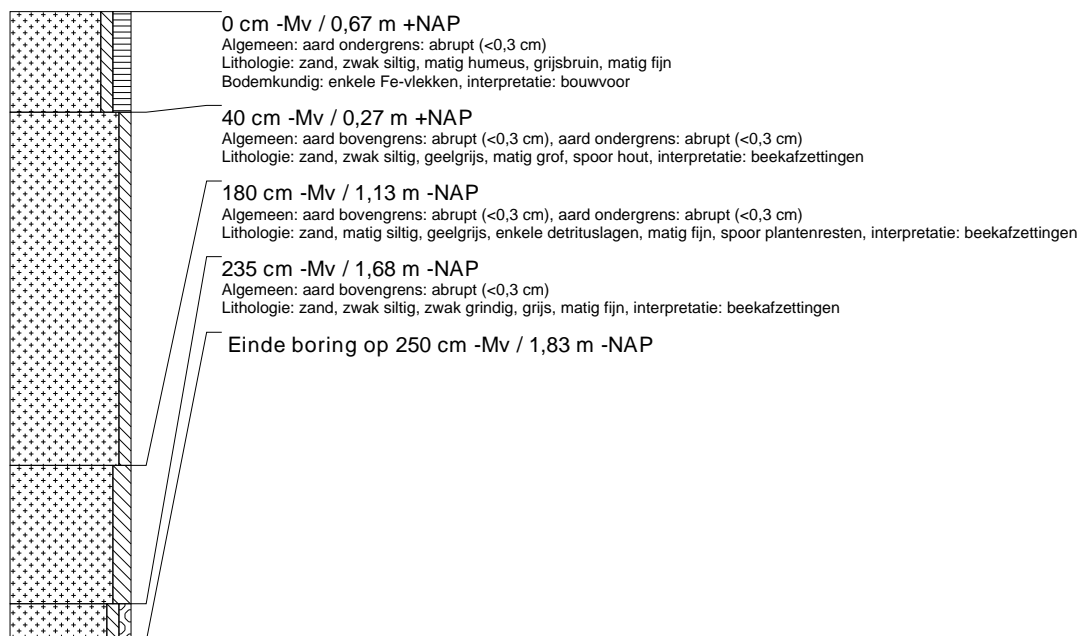 0 cm -Mv / 0,67 m +NAP
Algemeen: aard ondergrens: abrupt (<0,3 cm)
Lithologie: zand, zwak siltig, matig humeus, grijsbruin, matig fijn
Bodemkundig: enkele Fe-vlekken, interpretatie: bouwvoor
40 cm -Mv / 0,27 m +NAP
Algemeen: aard bovengrens: abrupt (<0,3 cm), aard ondergrens: abrupt (<0,3 cm)
Lithologie: zand, zwak siltig, geelgrijs, matig grof, spoor hout, interpretatie: beekafzettingen
180 cm -Mv / 1,13 m -NAP
Algemeen: aard bovengrens: abrupt (<0,3 cm), aard ondergrens: abrupt (<0,3 cm)
Lithologie: zand, matig siltig, geelgrijs, enkele detrituslagen, matig fijn, spoor plantenresten, interpretatie: beekafzettingen
235 cm -Mv / 1,68 m -NAP
Algemeen: aard bovengrens: abrupt (<0,3 cm)
Lithologie: zand, zwak siltig, zwak grindig, grijs, matig fijn, interpretatie: beekafzettingen
Einde boring op 250 cm -Mv / 1,83 m -NAP